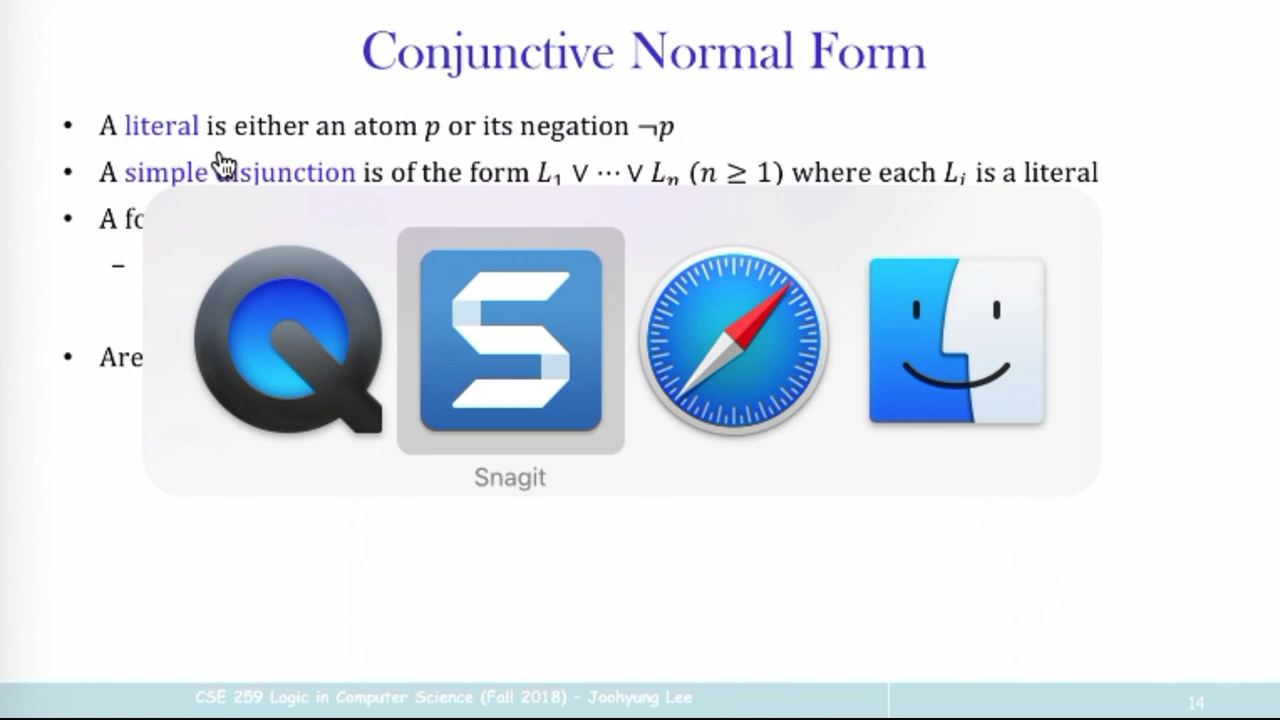 Conjunctive Normal Form
• A literal is either an atom p or its negation ¬p
• A simple disjunction is of the form L₁ ∨ ⋯ ∨ Lₙ (n ≥ 1) where each Lᵢ is a literal
• A fo
–
• Are
Snagit
CSE 259 Logic in Computer Science (Fall 2018) - Joohyung Lee
14